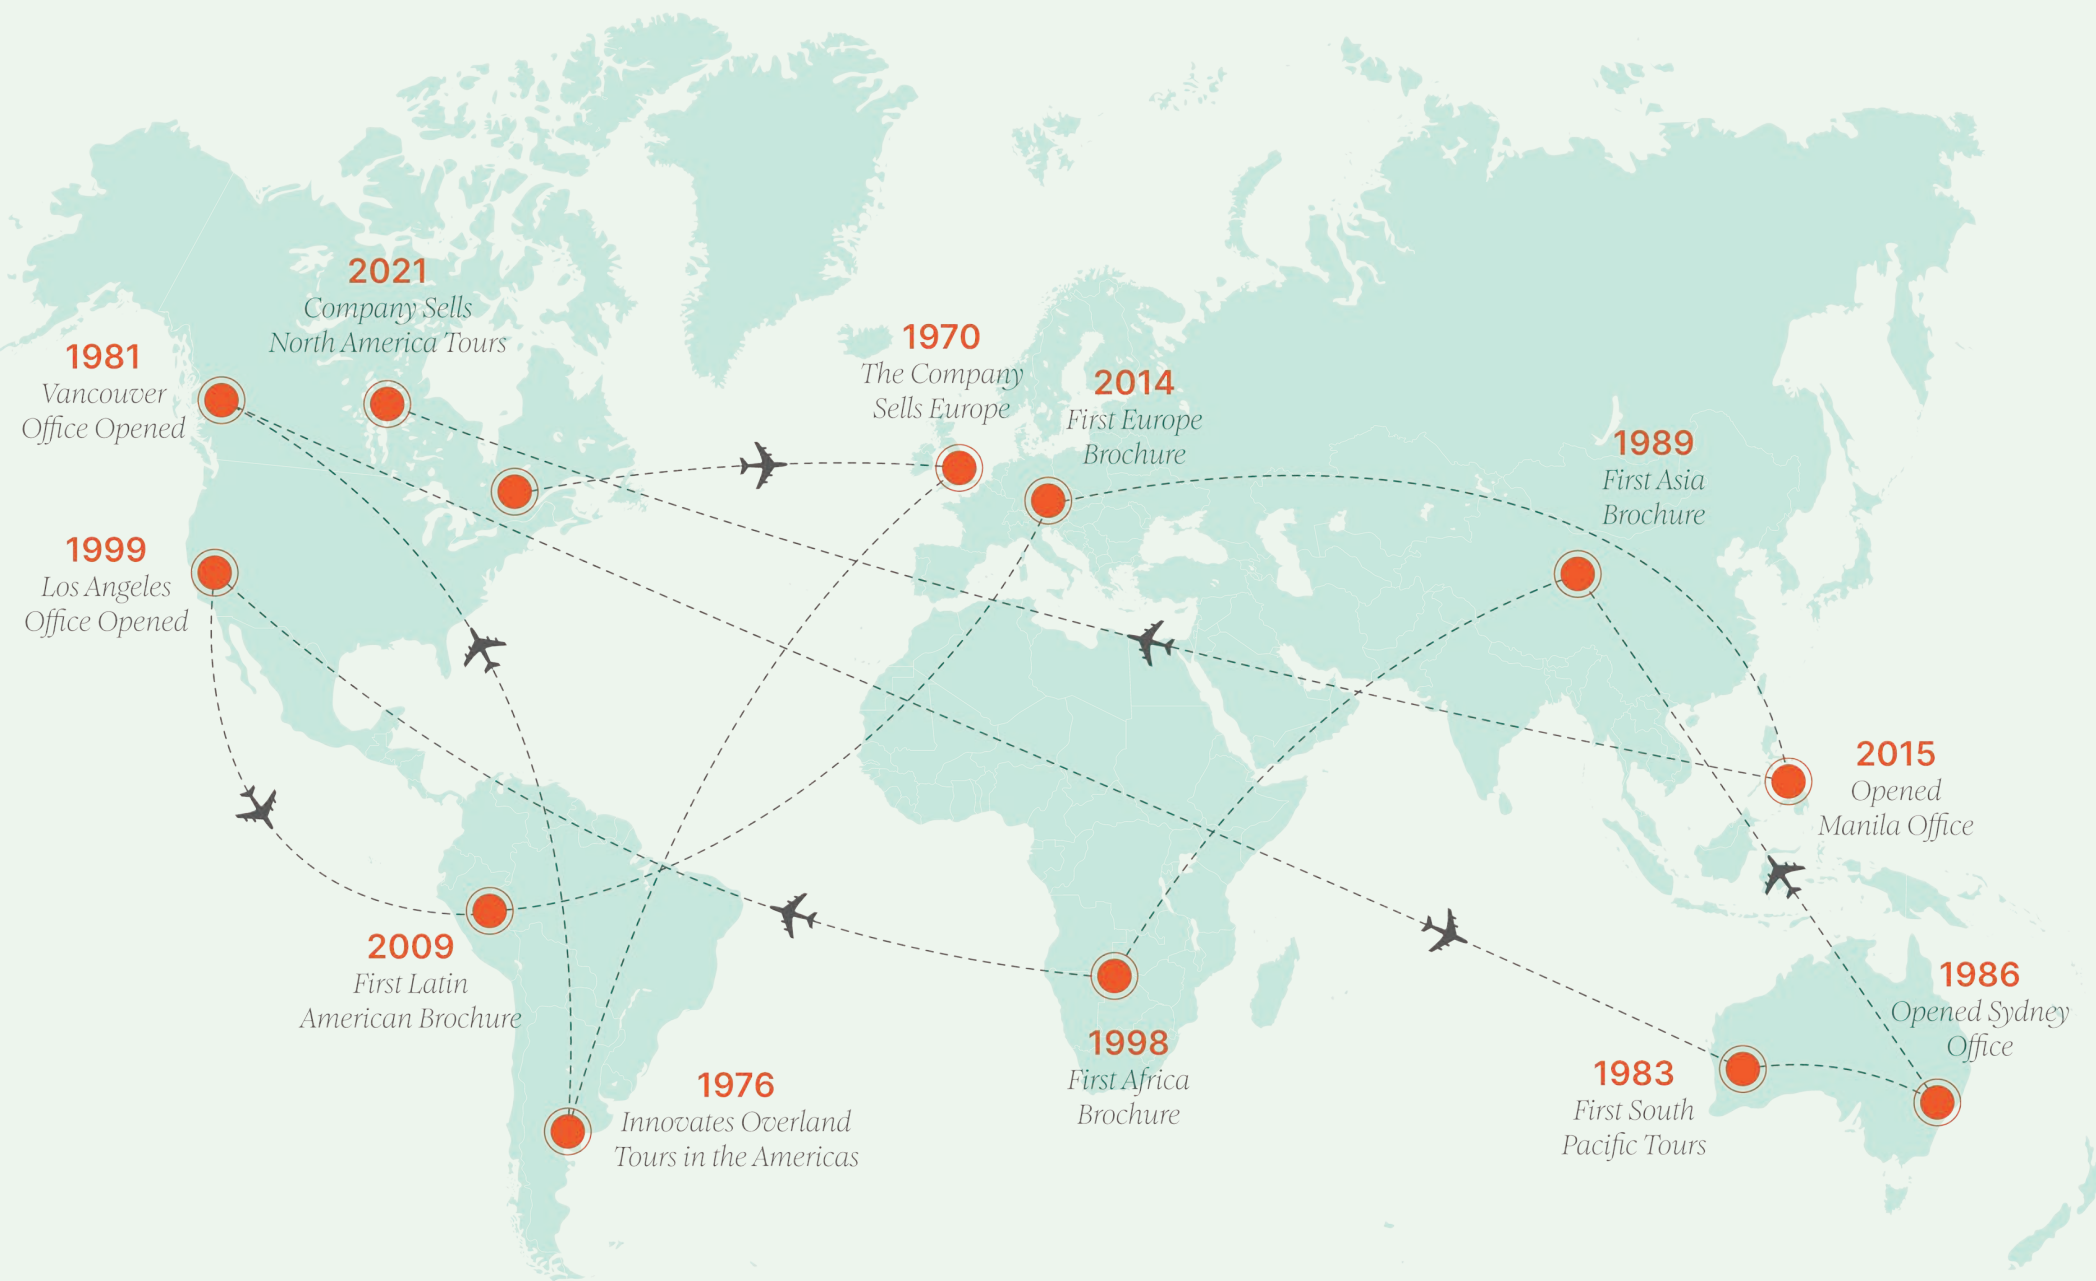 2021
Company Sells
North America Tours
1981
Vancouver
Office Opened
1970
The Company
Sells Europe
2014
First Europe
Brochure
1989
First Asia
Brochure
1999
Los Angeles
Office Opened
2015
Opened
Manila Office
2009
First Latin
American Brochure
1986
Opened Sydney
Office
1998
First Africa
Brochure
1983
First South
Pacific Tours
1976
Innovates Overland
Tours in the Americas